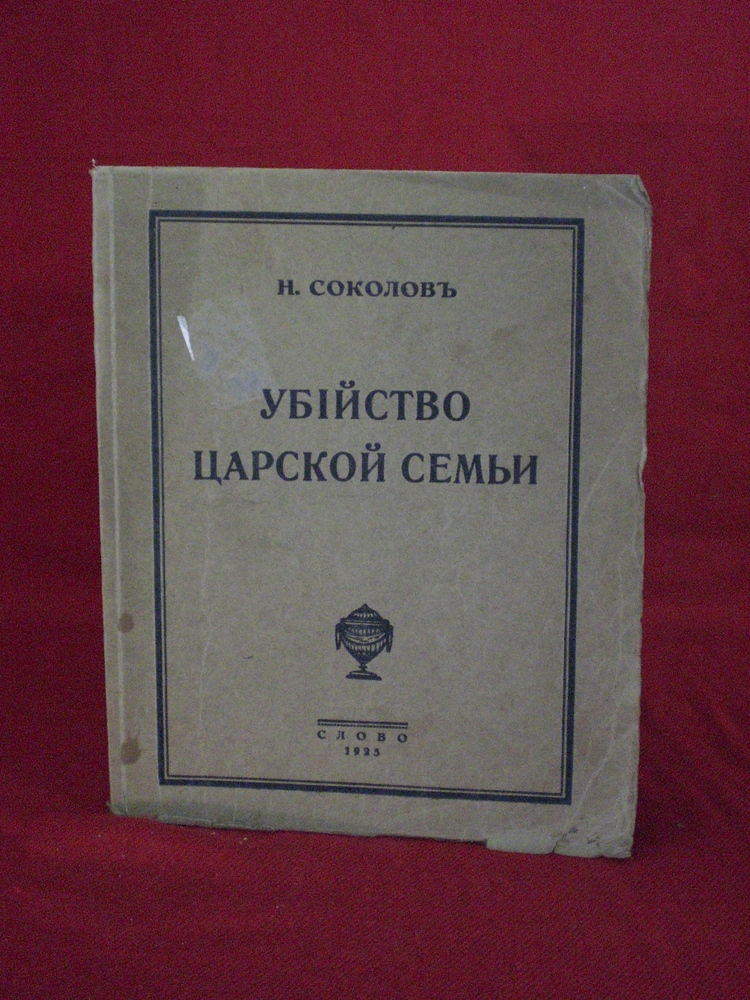 Н. СОКОЛОВЪ
УБІЙСТВО
ЦАРСКОЙ СЕМЬИ
СЛОВО
1925